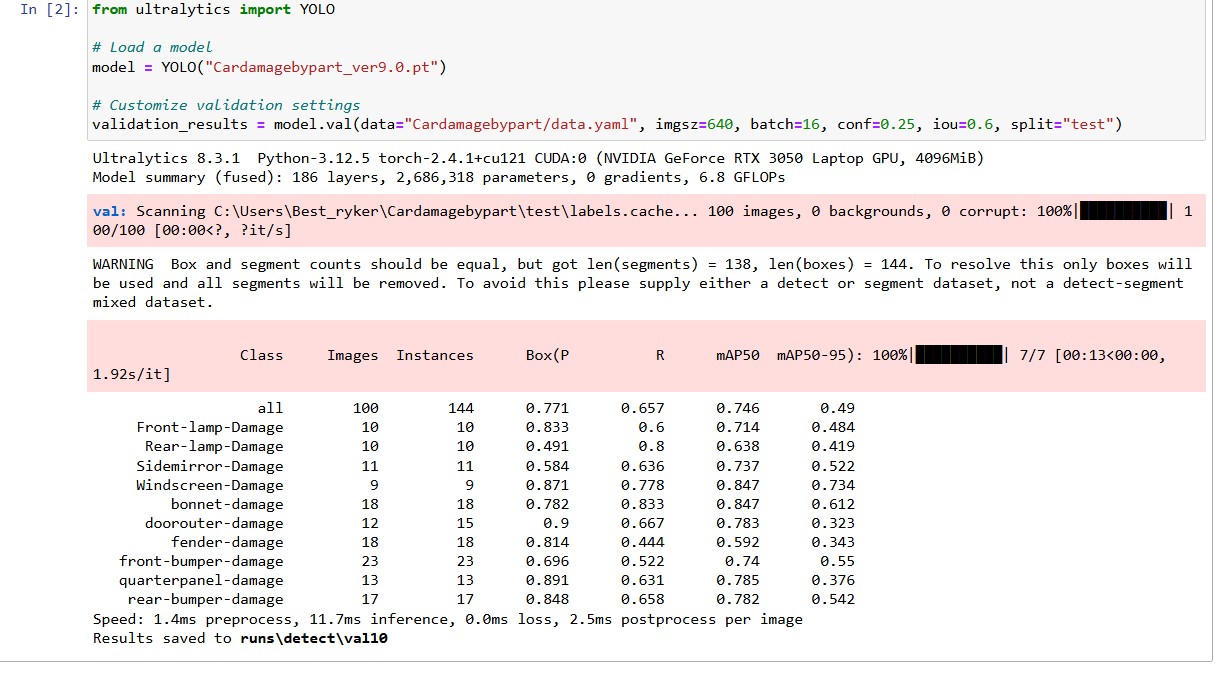 In [2]: from ultralytics import YOLO
# Load a model
model = YOLO("Cardamagebypart_ver9.0.pt")
# Customize validation settings
validation_results = model.val(data="Cardamagebypart/data.yaml", imgsz=640, batch=16, conf=0.25, iou=0.6, split="test")
Ultralytics 8.3.1  Python-3.12.5 torch-2.4.1+cu121 CUDA:0 (NVIDIA GeForce RTX 3050 Laptop GPU, 4096MiB)
Model summary (fused): 186 layers, 2,686,318 parameters, 0 gradients, 6.8 GFLOPs
val: Scanning C:\Users\Best_ryker\Cardamagebypart\test\labels.cache... 100 images, 0 backgrounds, 0 corrupt: 100%|██████████| 1
00/100 [00:00<?, ?it/s]
WARNING  Box and segment counts should be equal, but got len(segments) = 138, len(boxes) = 144. To resolve this only boxes will
be used and all segments will be removed. To avoid this please supply either a detect or segment dataset, not a detect-segment
mixed dataset.
Class Images Instances Box(P R mAP50 mAP50-95): 100%|██████████| 7/7 [00:13<00:00,
1.92s/it]
all 100 144 0.771 0.657 0.746 0.49
Front-lamp-Damage 10 10 0.833 0.6 0.714 0.484
Rear-lamp-Damage 10 10 0.491 0.8 0.638 0.419
Sidemirror-Damage 11 11 0.584 0.636 0.737 0.522
Windscreen-Damage 9 9 0.871 0.778 0.847 0.734
bonnet-damage 18 18 0.782 0.833 0.847 0.612
doorouter-damage 12 15 0.9 0.667 0.783 0.323
fender-damage 18 18 0.814 0.444 0.592 0.343
front-bumper-damage 23 23 0.696 0.522 0.74 0.55
quarterpanel-damage 13 13 0.891 0.631 0.785 0.376
rear-bumper-damage 17 17 0.848 0.658 0.782 0.542
Speed: 1.4ms preprocess, 11.7ms inference, 0.0ms loss, 2.5ms postprocess per image
Results saved to runs\detect\val10